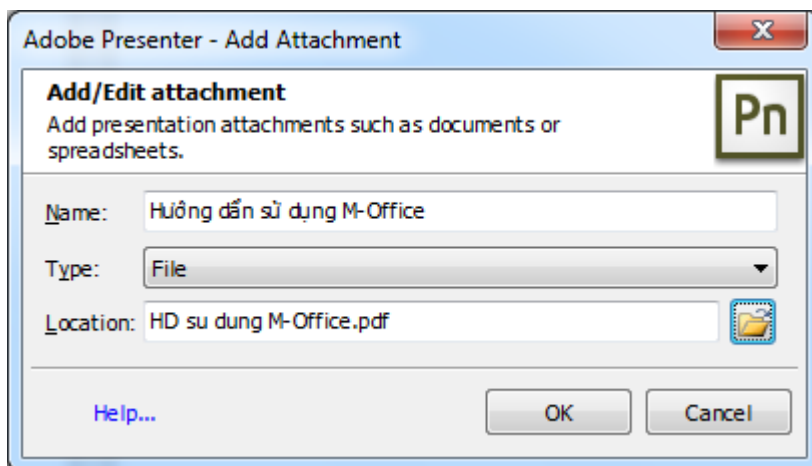 Adobe Presenter - Add Attachment
Add/Edit attachment
Add presentation attachments such as documents or
spreadsheets.
Pn
Name: Hướng dẫn sử dụng M-Office
Type: File
Location: HD su dung M-Office.pdf
Help... OK Cancel